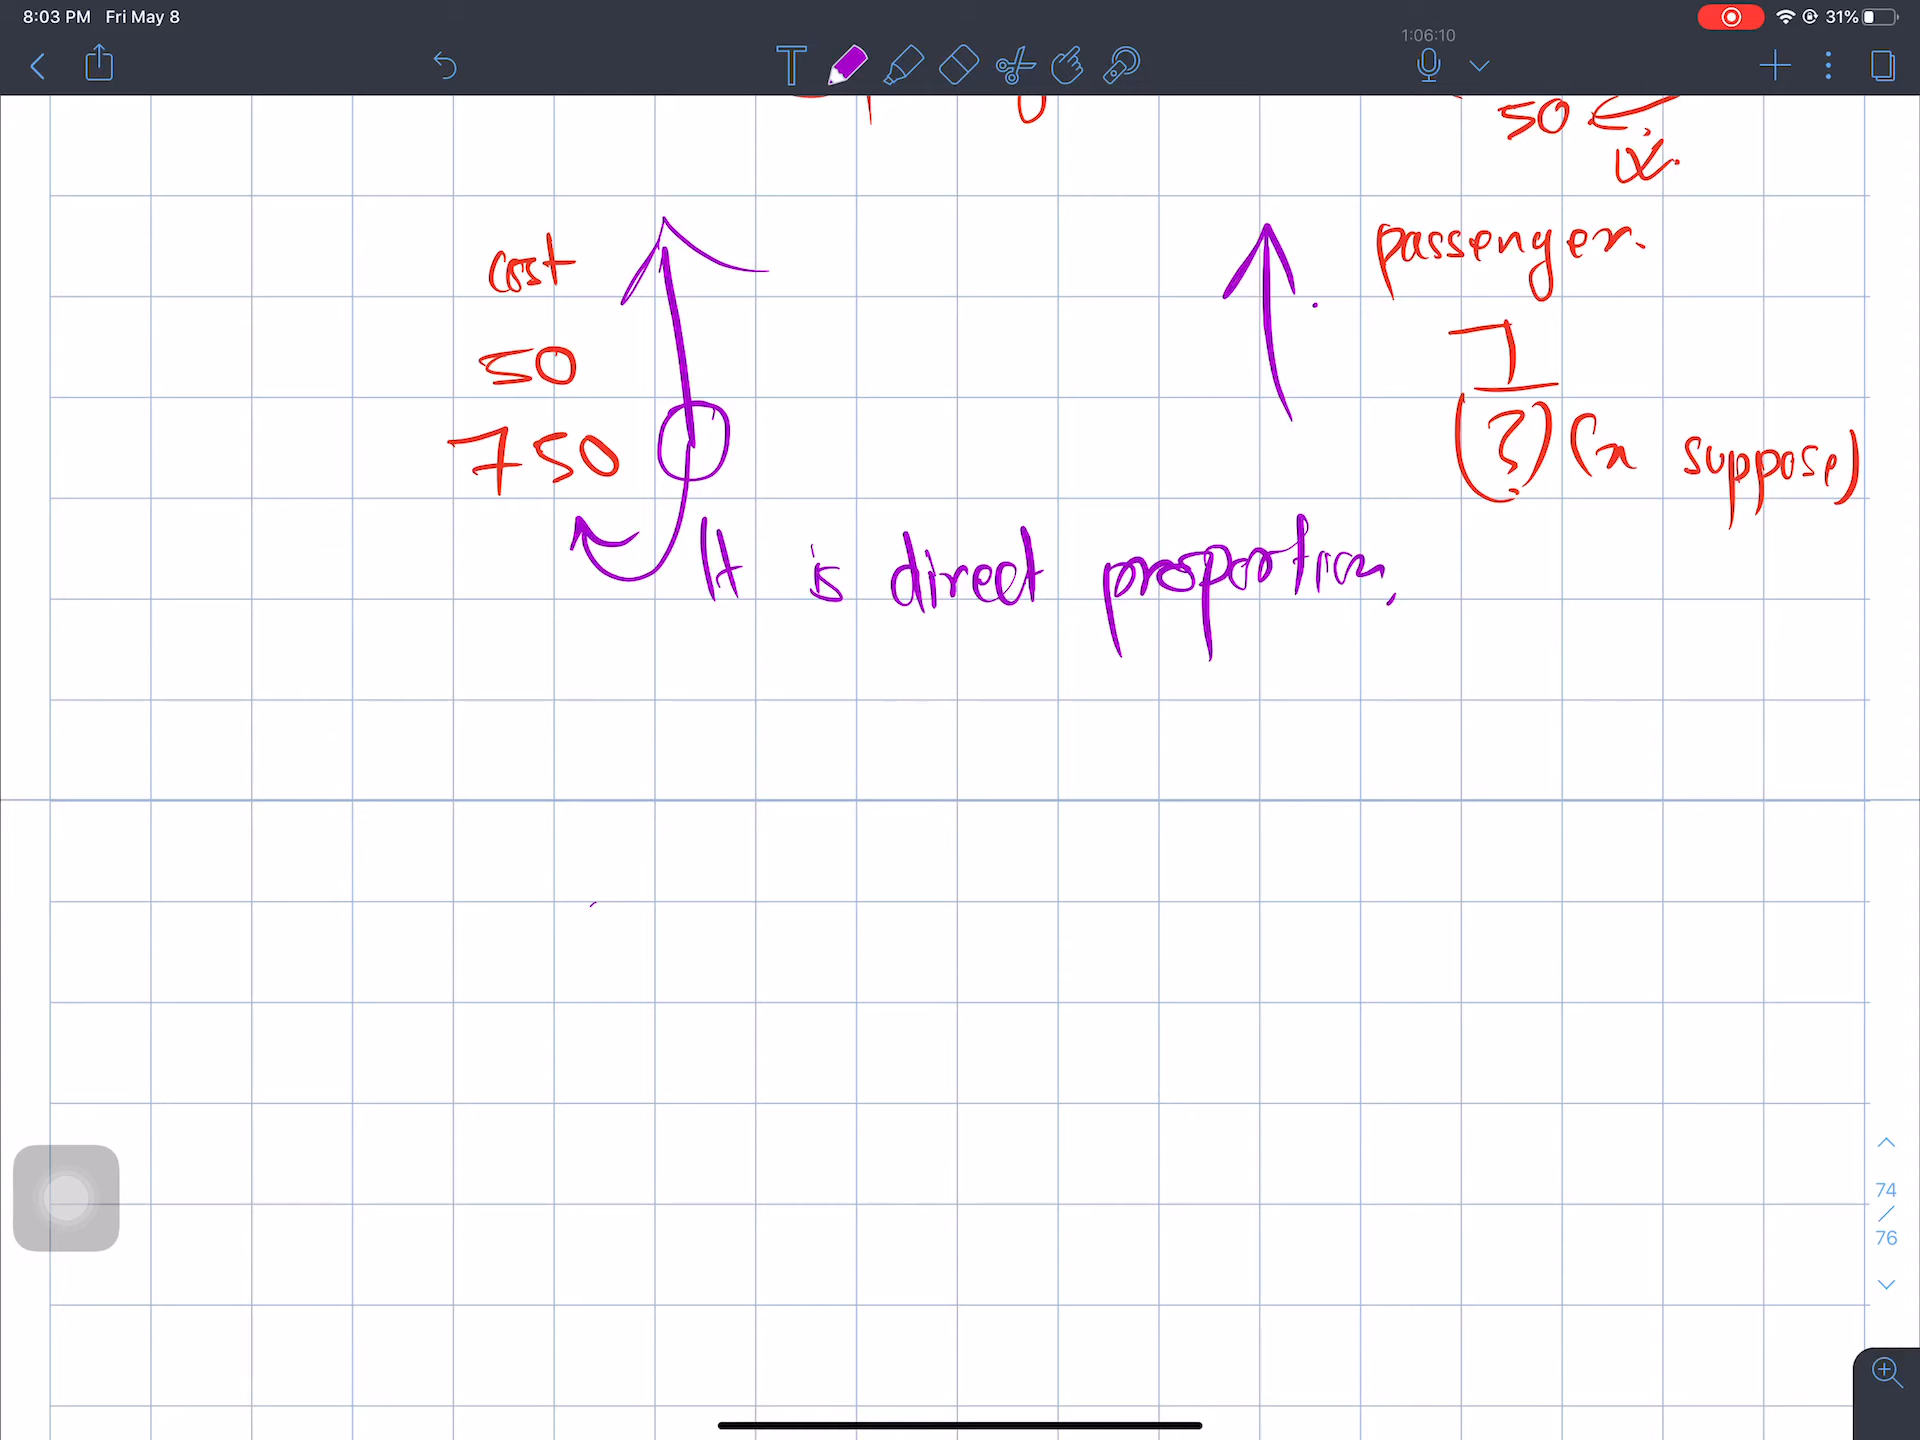 8:03 PM Fri May 8
31%
1:06:10
50
cost
passenger.
50
7
750
(?) (x suppose)
It is direct proportion.
74
/
76